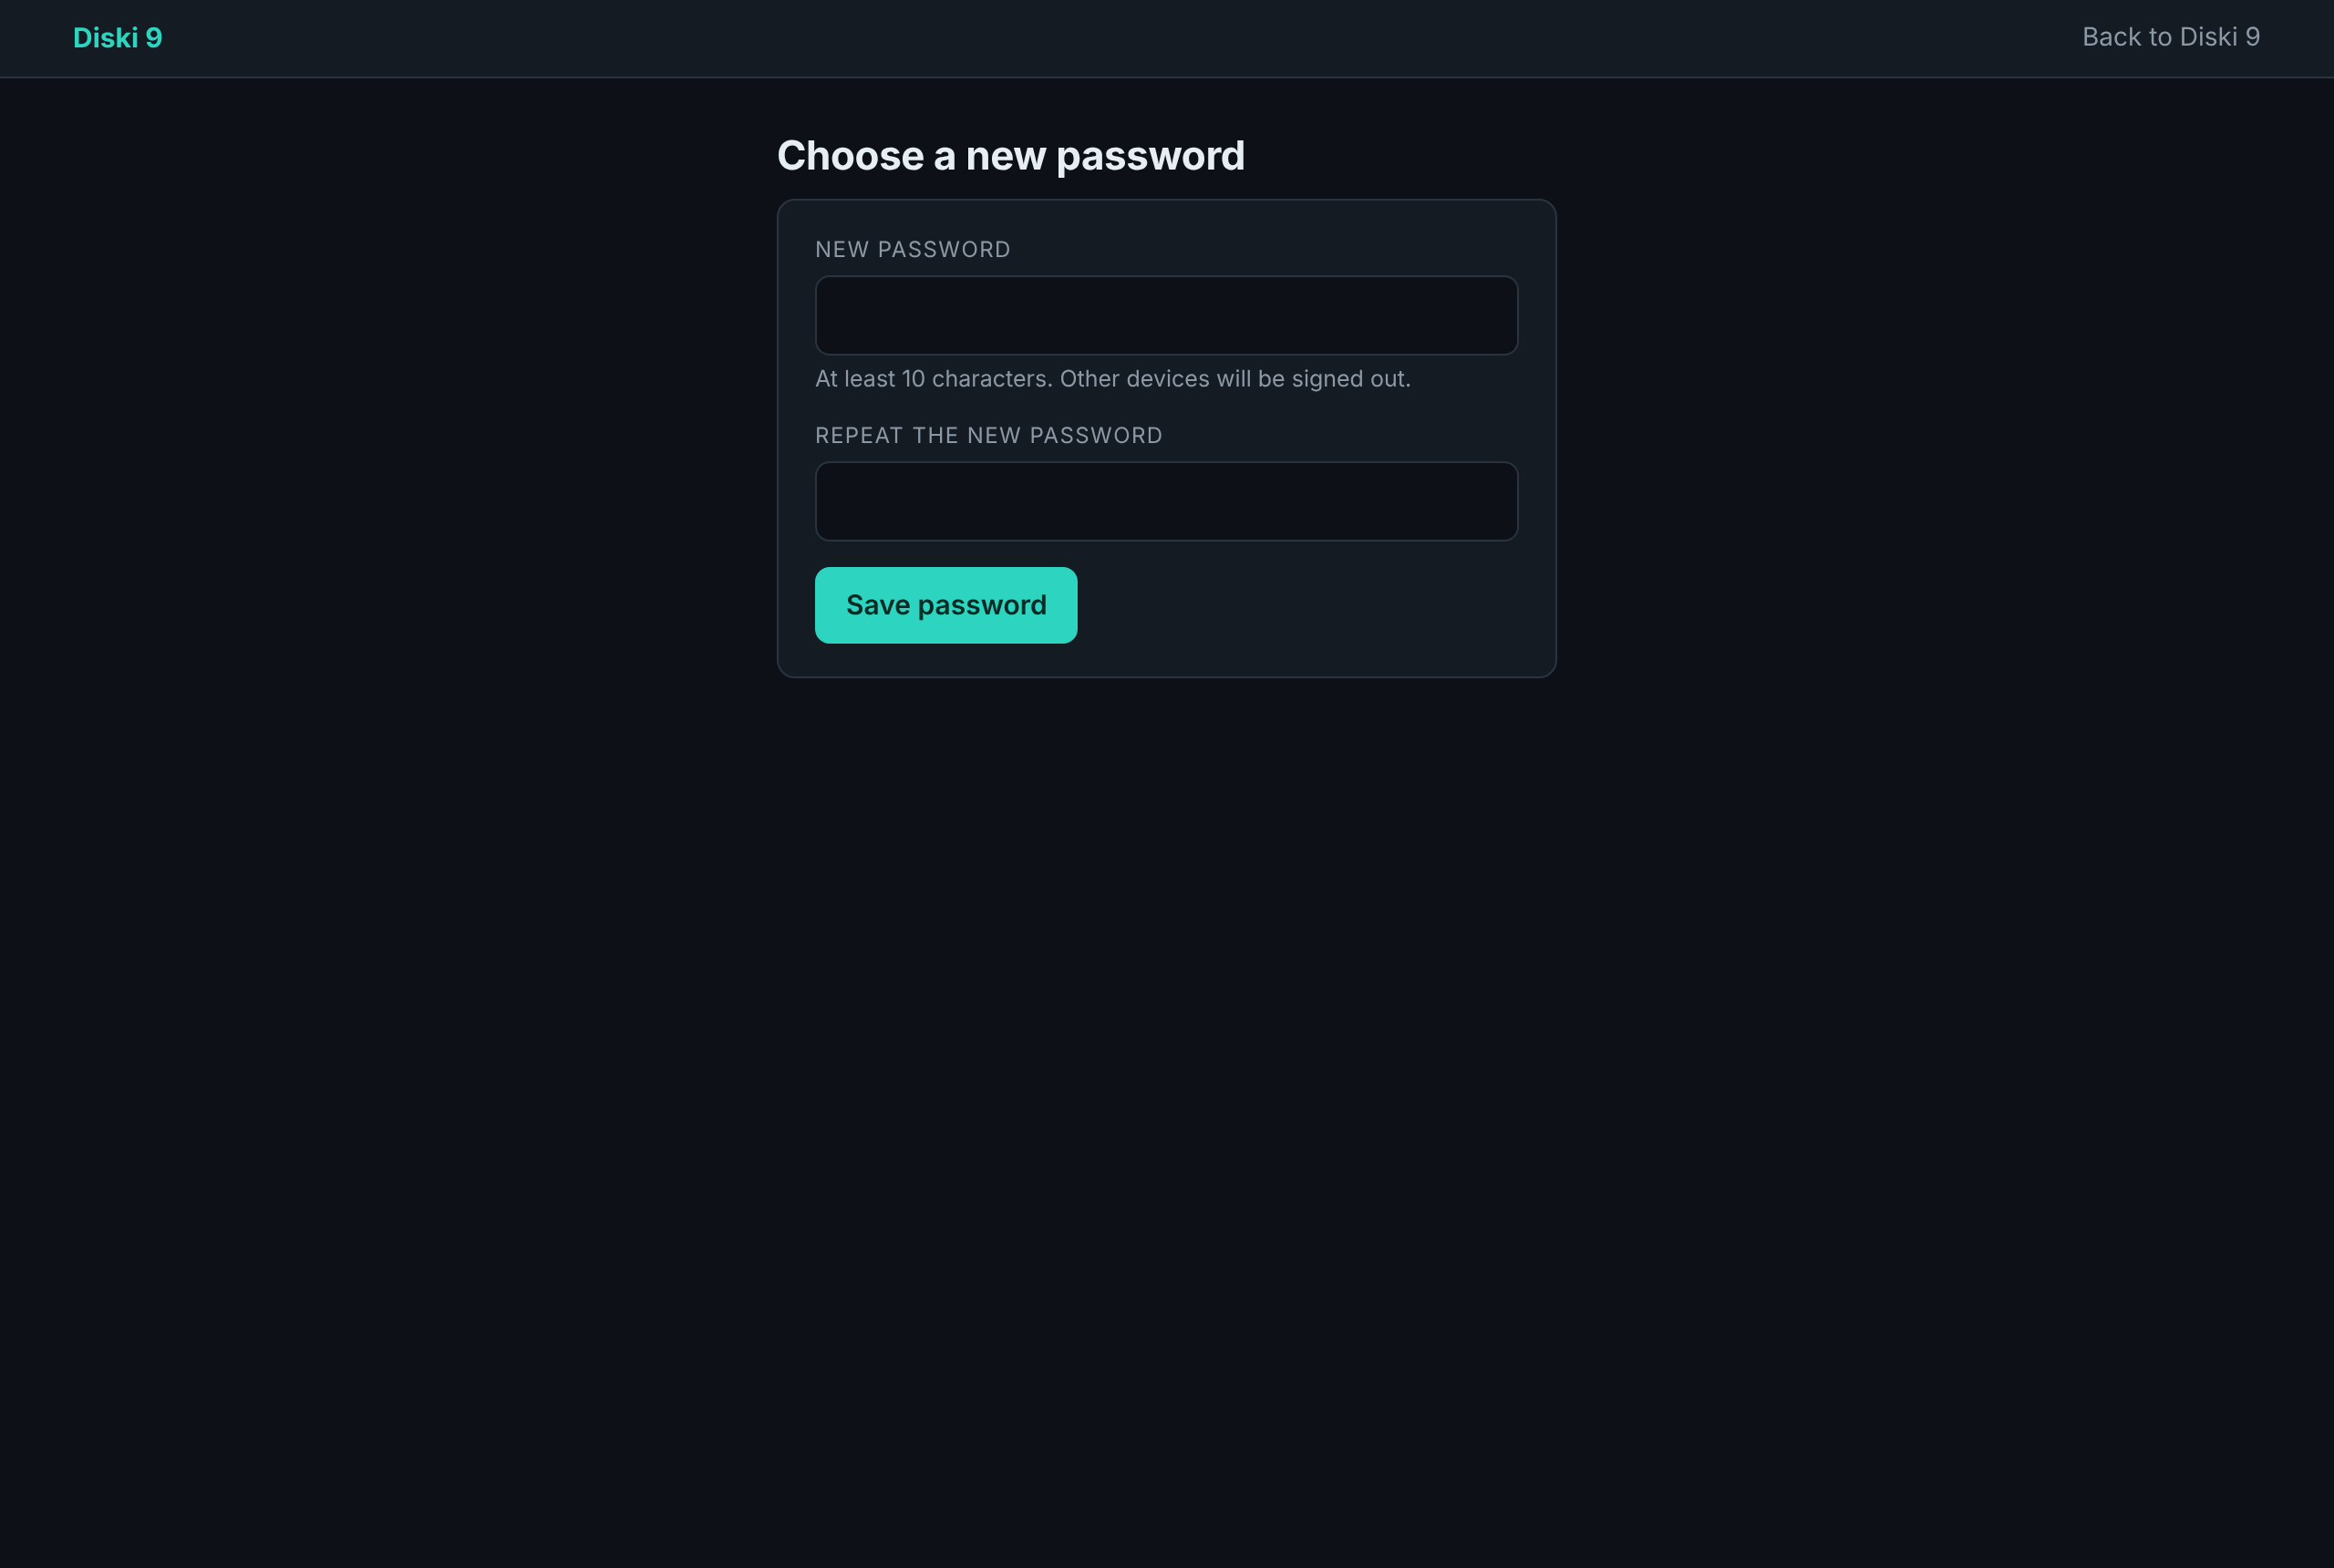 Diski 9
Back to Diski 9
Choose a new password
NEW PASSWORD
At least 10 characters. Other devices will be signed out.
REPEAT THE NEW PASSWORD
Save password